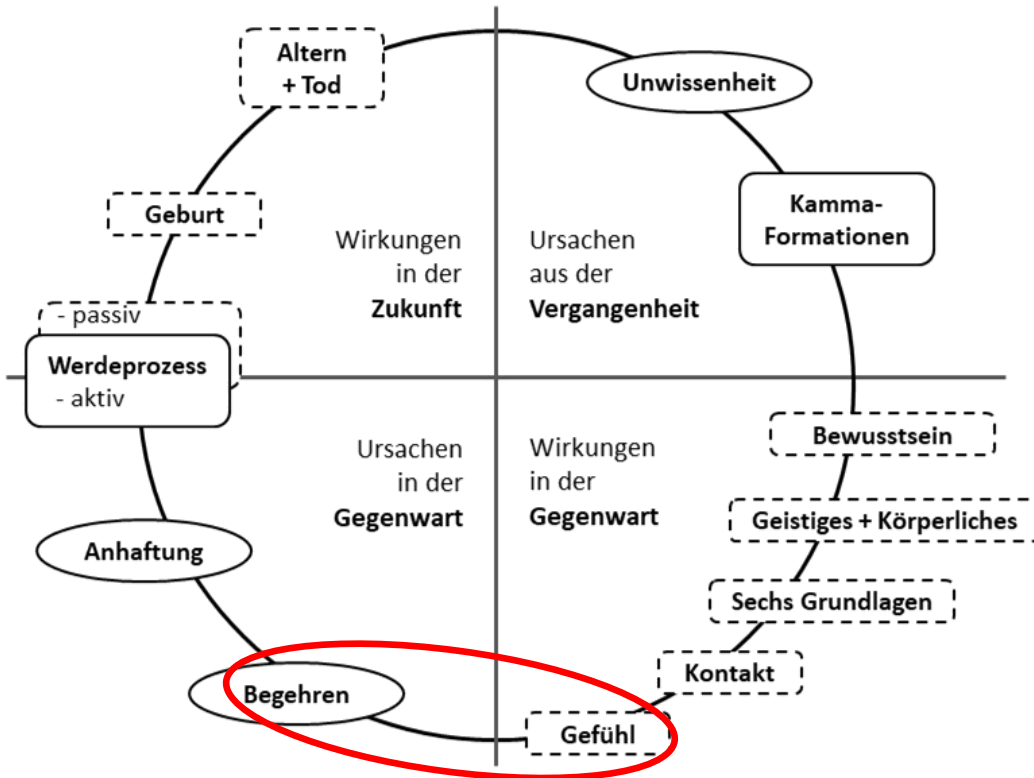 Altern
+ Tod
Unwissenheit
Geburt
Kamma-
Formationen
Wirkungen
in der
Zukunft
Ursachen
aus der
Vergangenheit
- passiv
Werdeprozess
- aktiv
Bewusstsein
Ursachen
in der
Gegenwart
Wirkungen
in der
Gegenwart
Geistiges + Körperliches
Anhaftung
Sechs Grundlagen
Kontakt
Begehren
Gefühl